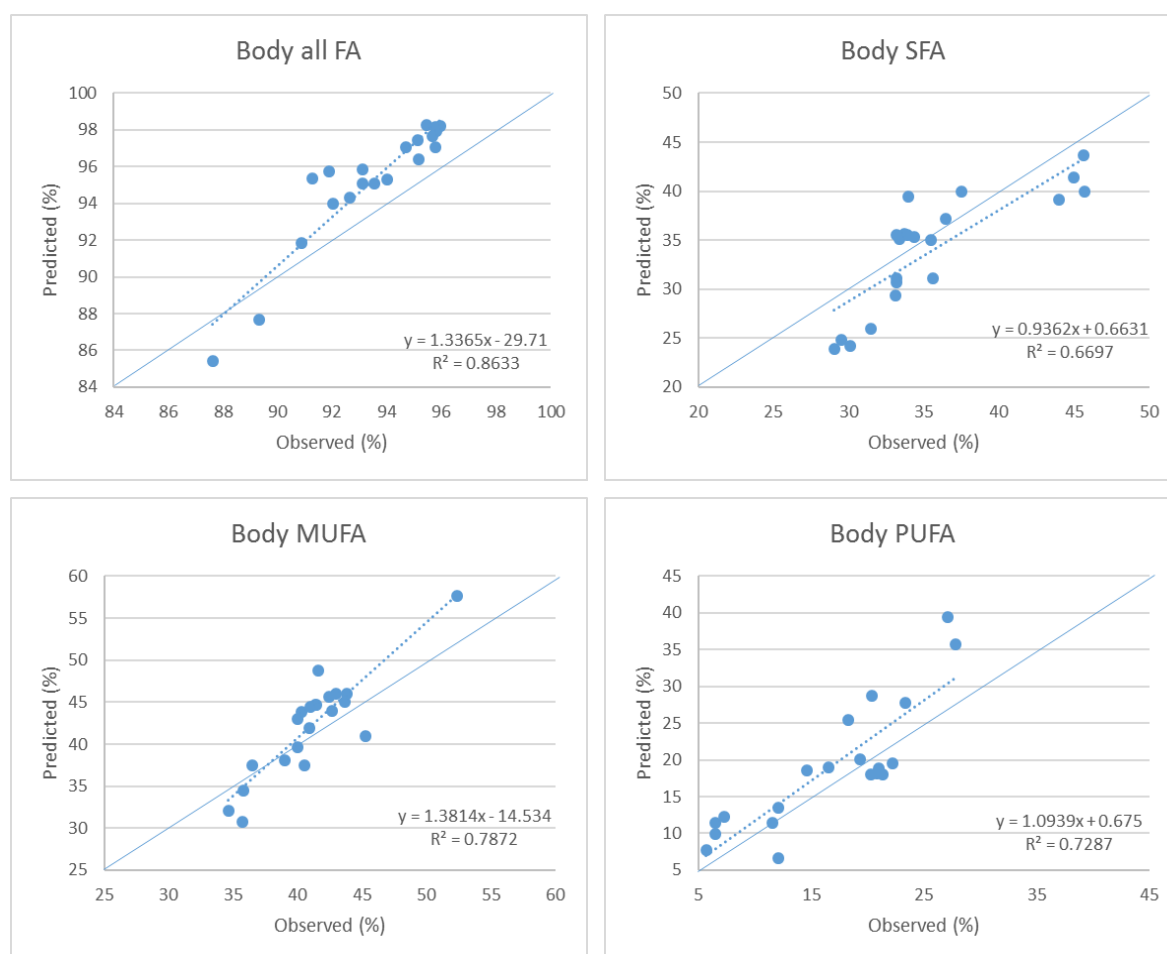 Body all FA
100
98
96
94
92
90
88
86
84
Predicted (%)
y = 1.3365x - 29.71
R² = 0.8633
84 86 88 90 92 94 96 98 100
Observed (%)
Body SFA
50
45
40
35
30
25
20
Predicted (%)
y = 0.9362x + 0.6631
R² = 0.6697
20 25 30 35 40 45 50
Observed (%)
Body MUFA
60
55
50
45
40
35
30
25
Predicted (%)
y = 1.3814x - 14.534
R² = 0.7872
25 30 35 40 45 50 55 60
Observed (%)
Body PUFA
45
40
35
30
25
20
15
10
5
Predicted (%)
y = 1.0939x + 0.675
R² = 0.7287
5 15 25 35 45
Observed (%)